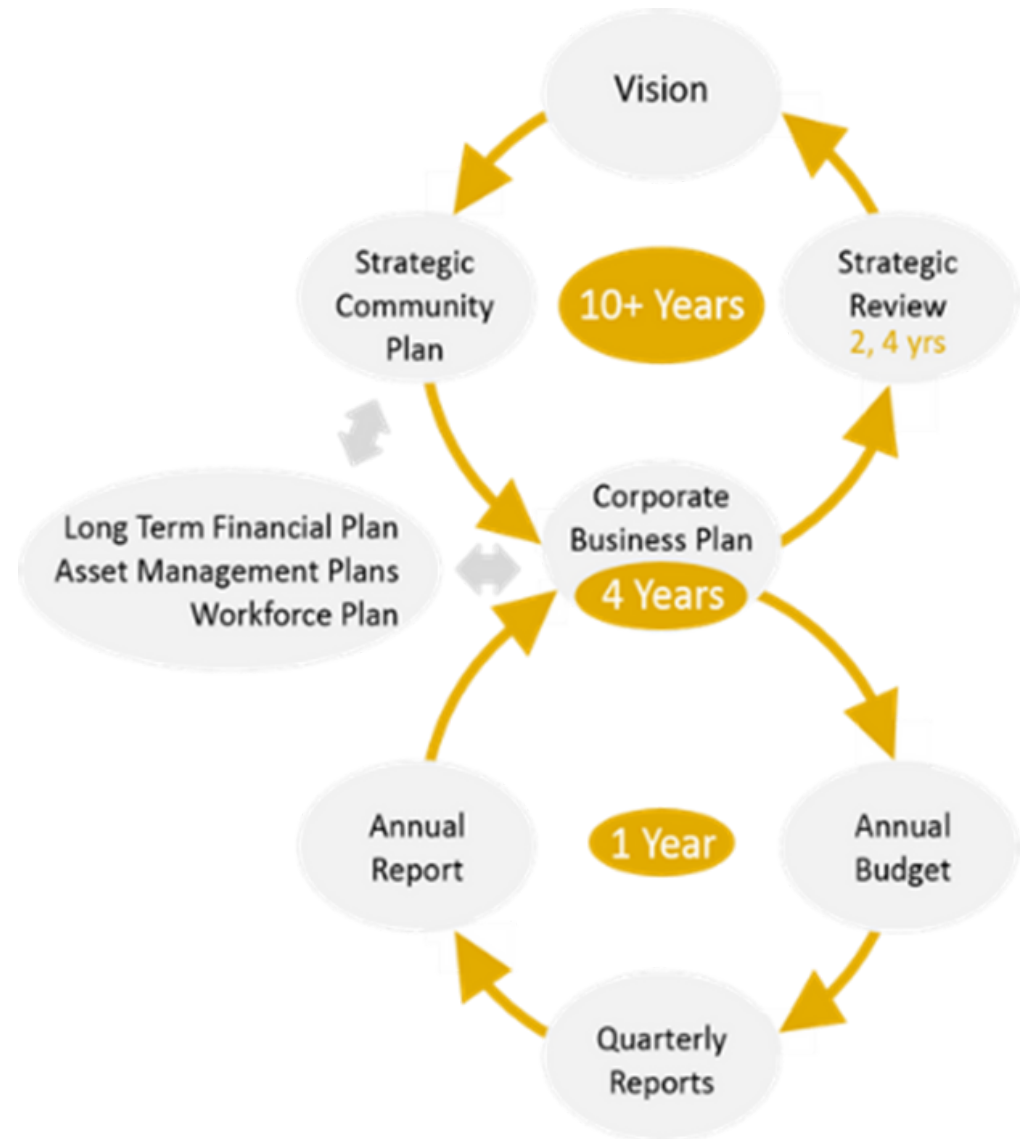 Vision
Strategic
Community
Plan
10+ Years
Strategic
Review
2, 4 yrs
Long Term Financial Plan
Asset Management Plans
Workforce Plan
Corporate
Business Plan
4 Years
Annual
Report
1 Year
Annual
Budget
Quarterly
Reports